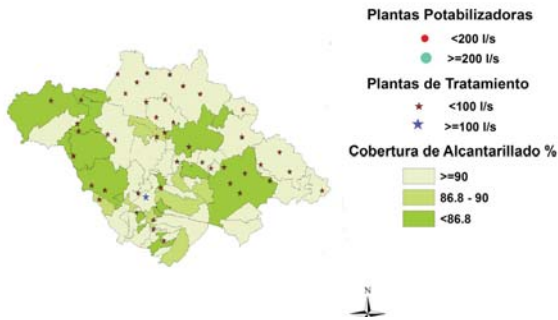 Plantas Potabilizadoras
<200 l/s
>=200 l/s
Plantas de Tratamiento
<100 l/s
>=100 l/s
Cobertura de Alcantarillado %
>=90
86.8 - 90
<86.8
N